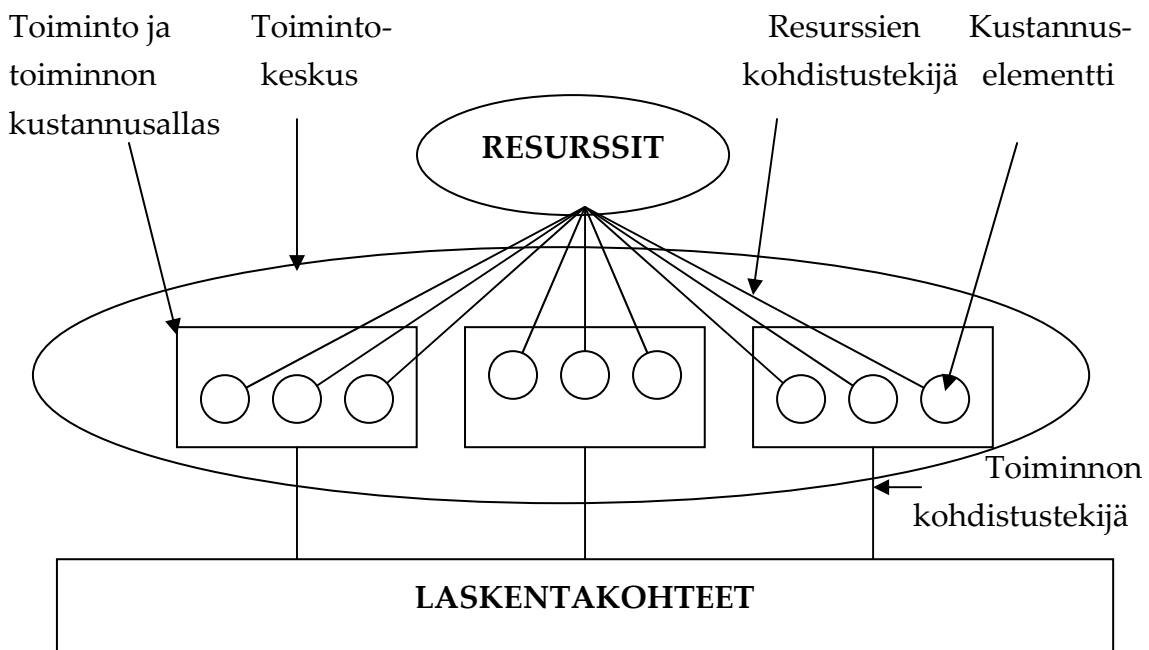 Toiminto ja
toiminnon
kustannusallas
Toiminto-
keskus
Resurssien
kohdistustekijä
Kustannus-
elementti
RESURSSIT
Toiminnon
kohdistustekijä
LASKENTAKOHTEET